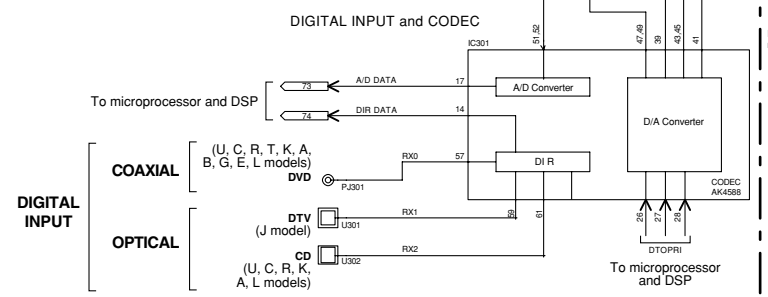 DIGITAL INPUT and CODEC
51,52
47,49
39
43,45
41
IC301
73
A/D DATA
17
A/D Converter
To microprocessor and DSP
74
DIR DATA
14
D/A Converter
(U, C, R, T, K, A,
B, G, E, L models)
COAXIAL
DVD
PJ301
RX0
57
DI R
CODEC
AK4588
DIGITAL
INPUT
OPTICAL
DTV
(J model)
U301
RX1
59
61
26
27
28
CD
(U, C, R, K,
A, L models)
U302
RX2
DTOPRI
To microprocessor
and DSP